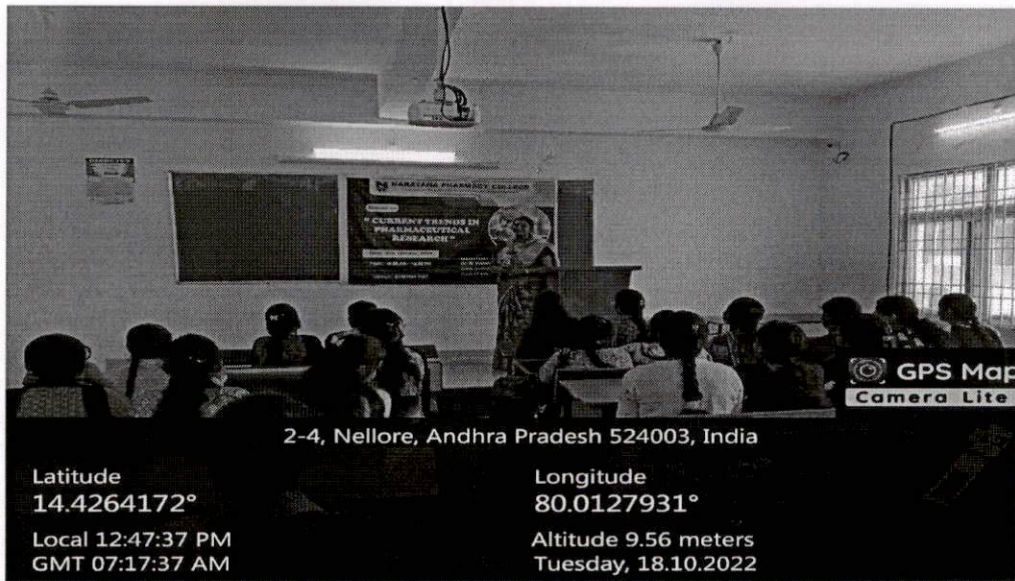 NARAYANA PHARMACY COLLEGE
" CURRENT TRENDS IN
PHARMACEUTICAL
RESEARCH "
GPS Map
Camera Lite
2-4, Nellore, Andhra Pradesh 524003, India
Latitude
14.4264172°
Longitude
80.0127931°
Local 12:47:37 PM
GMT 07:17:37 AM
Altitude 9.56 meters
Tuesday, 18.10.2022